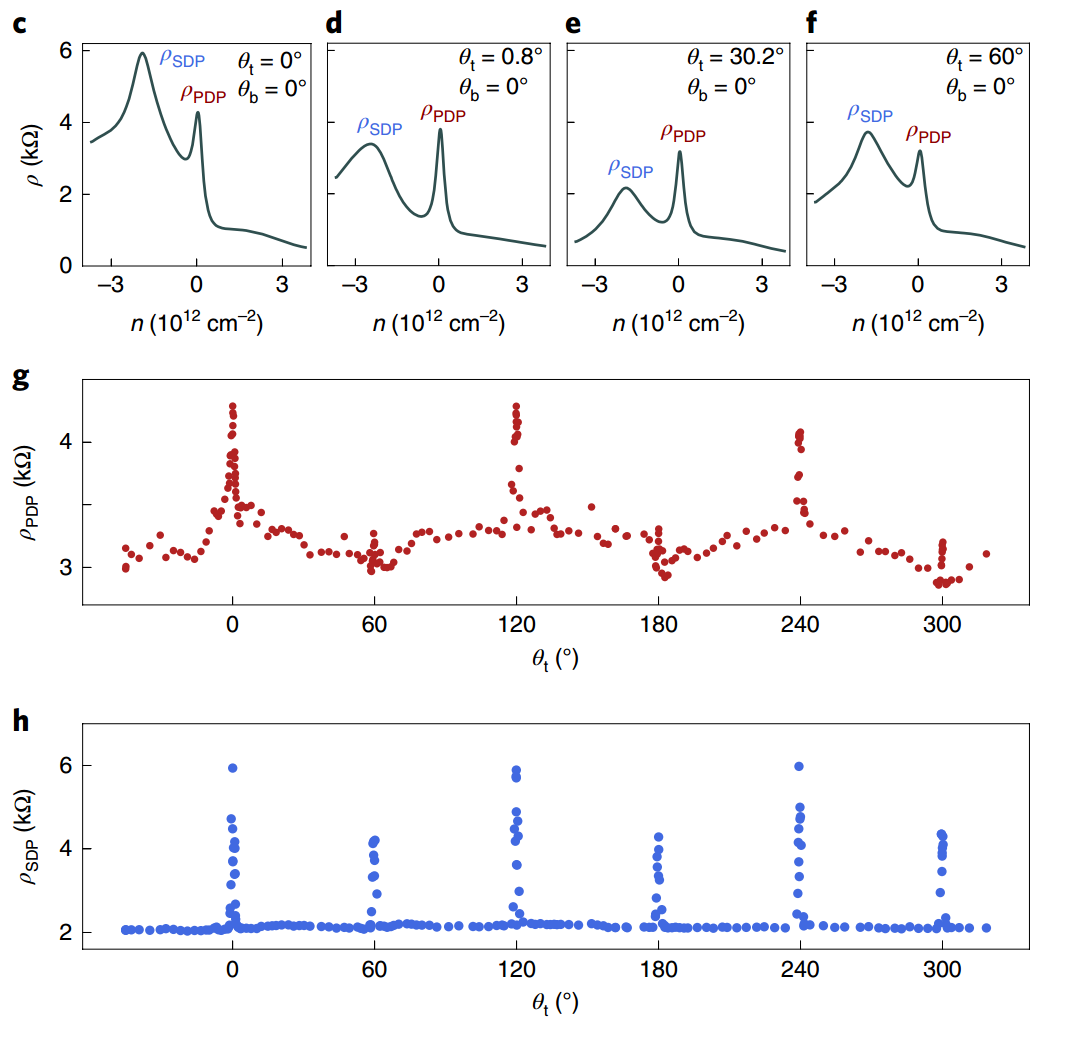 c
d
e
f
6
4
2
0
ρ (kΩ)
ρSDP
ρPDP
θt = 0°
θb = 0°
–3 0 3
n (10¹² cm⁻²)
ρSDP
ρPDP
θt = 0.8°
θb = 0°
–3 0 3
n (10¹² cm⁻²)
ρSDP
ρPDP
θt = 30.2°
θb = 0°
–3 0 3
n (10¹² cm⁻²)
ρSDP
ρPDP
θt = 60°
θb = 0°
–3 0 3
n (10¹² cm⁻²)
g
4
3
ρPDP (kΩ)
0 60 120 180 240 300
θt (°)
h
6
4
2
ρSDP (kΩ)
0 60 120 180 240 300
θt (°)